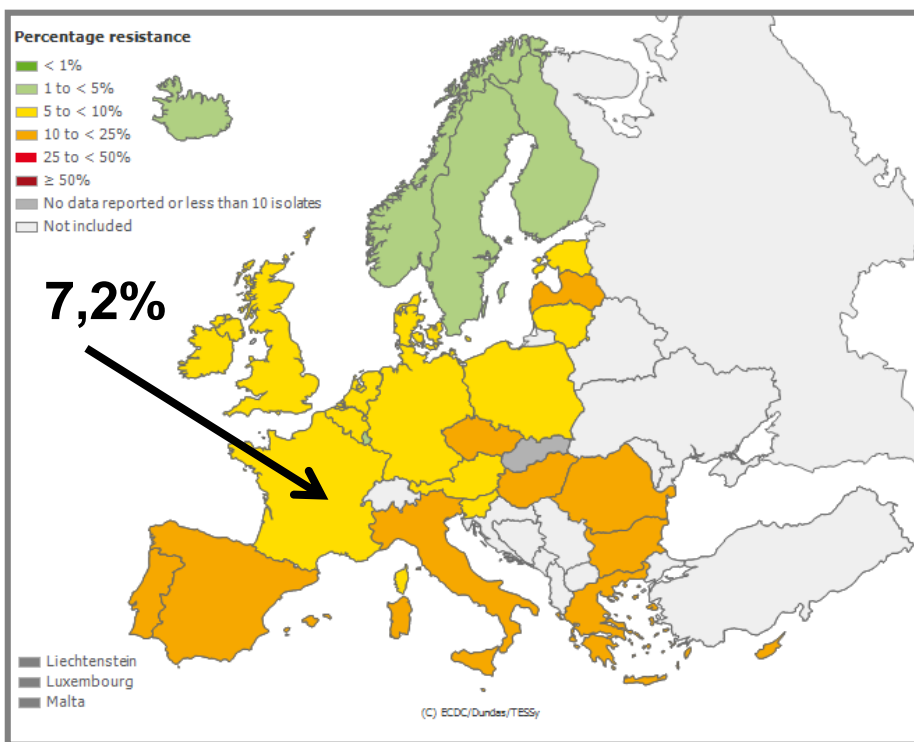 Percentage resistance
< 1%
1 to < 5%
5 to < 10%
10 to < 25%
25 to < 50%
≥ 50%
No data reported or less than 10 isolates
Not included
7,2%
Liechtenstein
Luxembourg
Malta
(C) ECDC/Dundas/TESSy